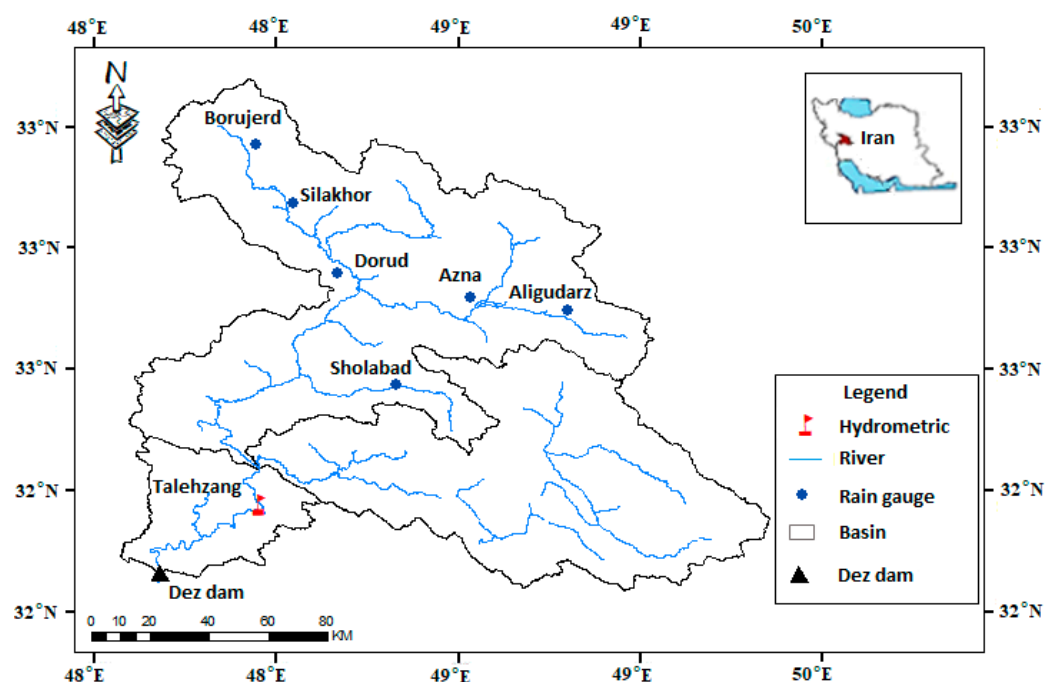 48°E 48°E 49°E 49°E 50°E
N
33°N 33°N
Borujerd
Iran
Silakhor
33°N 33°N
Dorud
Azna
Aligudarz
33°N 33°N
Sholabad
Legend
Hydrometric
River
Talehzang
32°N 32°N
Rain gauge
Basin
Dez dam
Dez dam
32°N 32°N
0 10 20 40 60 80
KM
48°E 48°E 49°E 49°E 50°E